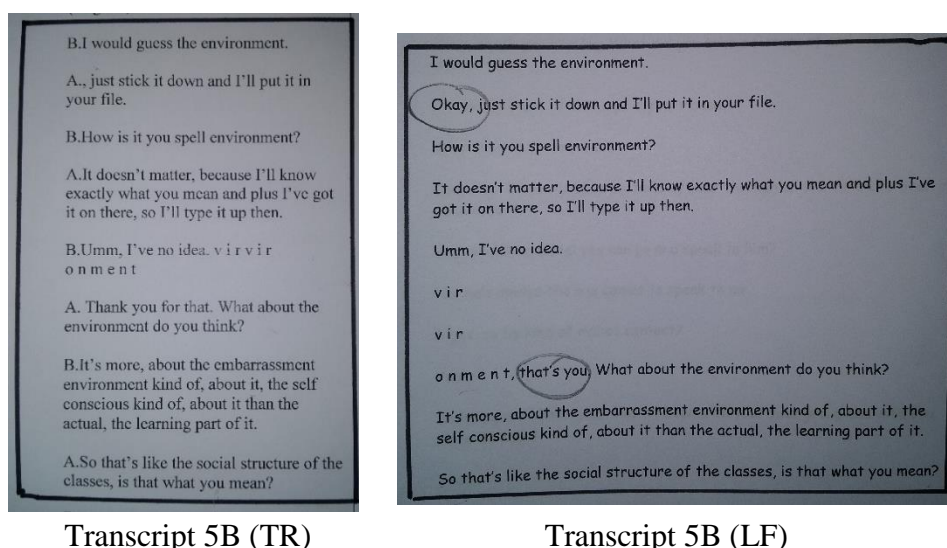 B.I would guess the environment.
A., just stick it down and I'll put it in
your file.
B.How is it you spell environment?
A.It doesn't matter, because I'll know
exactly what you mean and plus I've got
it on there, so I'll type it up then.
B.Umm, I've no idea. v i r v i r
o n m e n t
A. Thank you for that. What about the
environment do you think?
B.It's more, about the embarrassment
environment kind of, about it, the self
conscious kind of, about it than the
actual, the learning part of it.
A.So that's like the social structure of the
classes, is that what you mean?
Transcript 5B (TR)
I would guess the environment.
Okay, just stick it down and I'll put it in your file.
How is it you spell environment?
It doesn't matter, because I'll know exactly what you mean and plus I've
got it on there, so I'll type it up then.
Umm, I've no idea.
v i r
v i r
o n m e n t, that's you, What about the environment do you think?
It's more, about the embarrassment environment kind of, about it, the
self conscious kind of, about it than the actual, the learning part of it.
So that's like the social structure of the classes, is that what you mean?
Transcript 5B (LF)